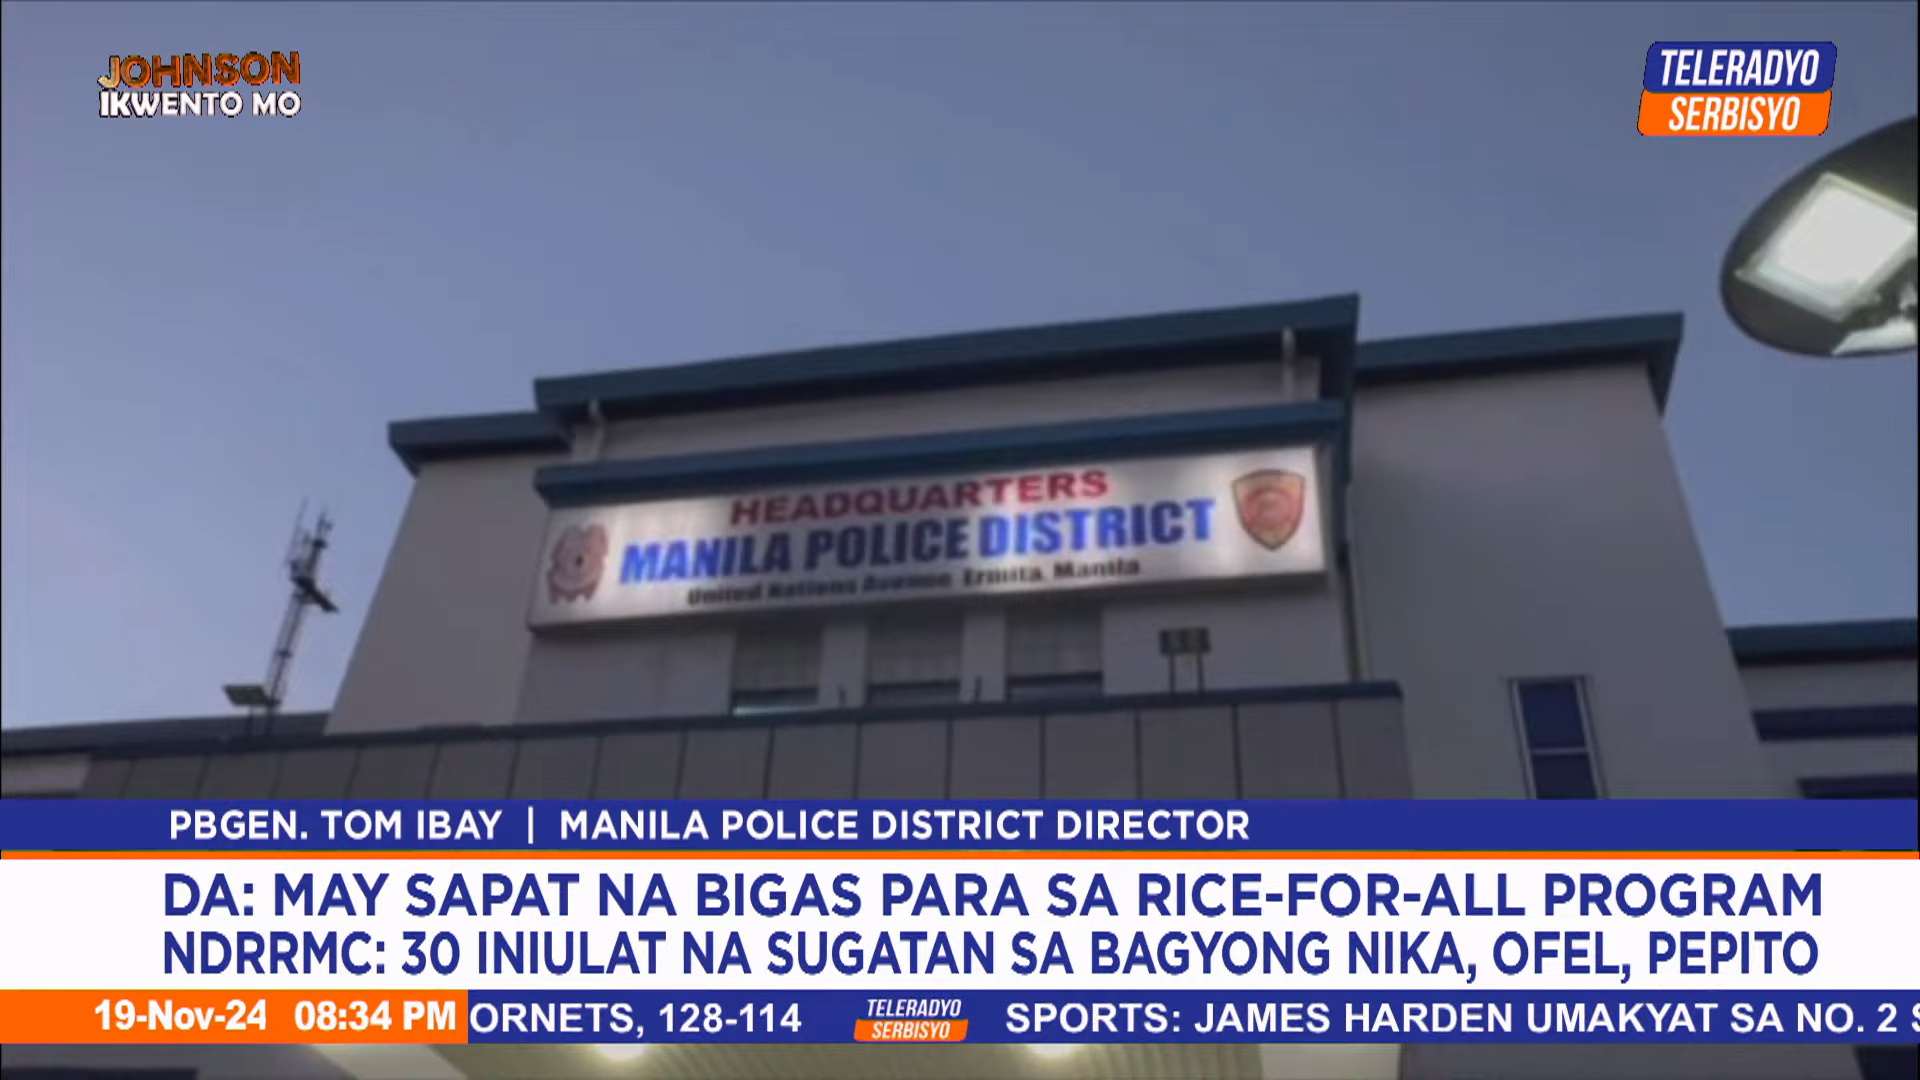 JOHNSON
IKWENTO MO
TELERADYO
SERBISYO
HEADQUARTERS
MANILA POLICE DISTRICT
United Nations Avenue, Ermita, Manila
PBGEN. TOM IBAY | MANILA POLICE DISTRICT DIRECTOR
DA: MAY SAPAT NA BIGAS PARA SA RICE-FOR-ALL PROGRAM
NDRRMC: 30 INIULAT NA SUGATAN SA BAGYONG NIKA, OFEL, PEPITO
19-Nov-24 08:34 PM ORNETS, 128-114 TELERADYO SERBISYO SPORTS: JAMES HARDEN UMAKYAT SA NO. 2 S